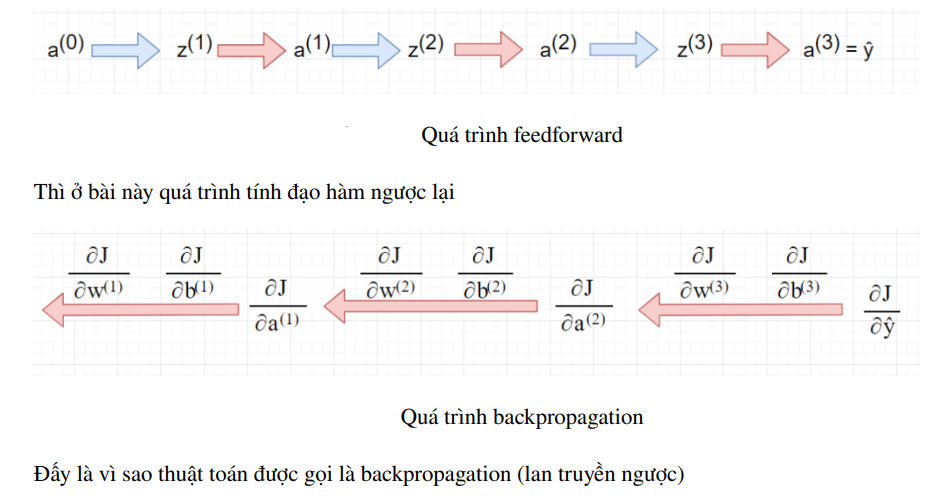 a(0) z(1) a(1) z(2) a(2) z(3) a(3) = ŷ
Quá trình feedforward
Thì ở bài này quá trình tính đạo hàm ngược lại
∂J ∂J ∂J ∂J ∂J ∂J
∂w(1) ∂b(1) ∂J ∂w(2) ∂b(2) ∂J ∂w(3) ∂b(3) ∂J
∂a(1) ∂a(2) ∂ŷ
Quá trình backpropagation
Đấy là vì sao thuật toán được gọi là backpropagation (lan truyền ngược)